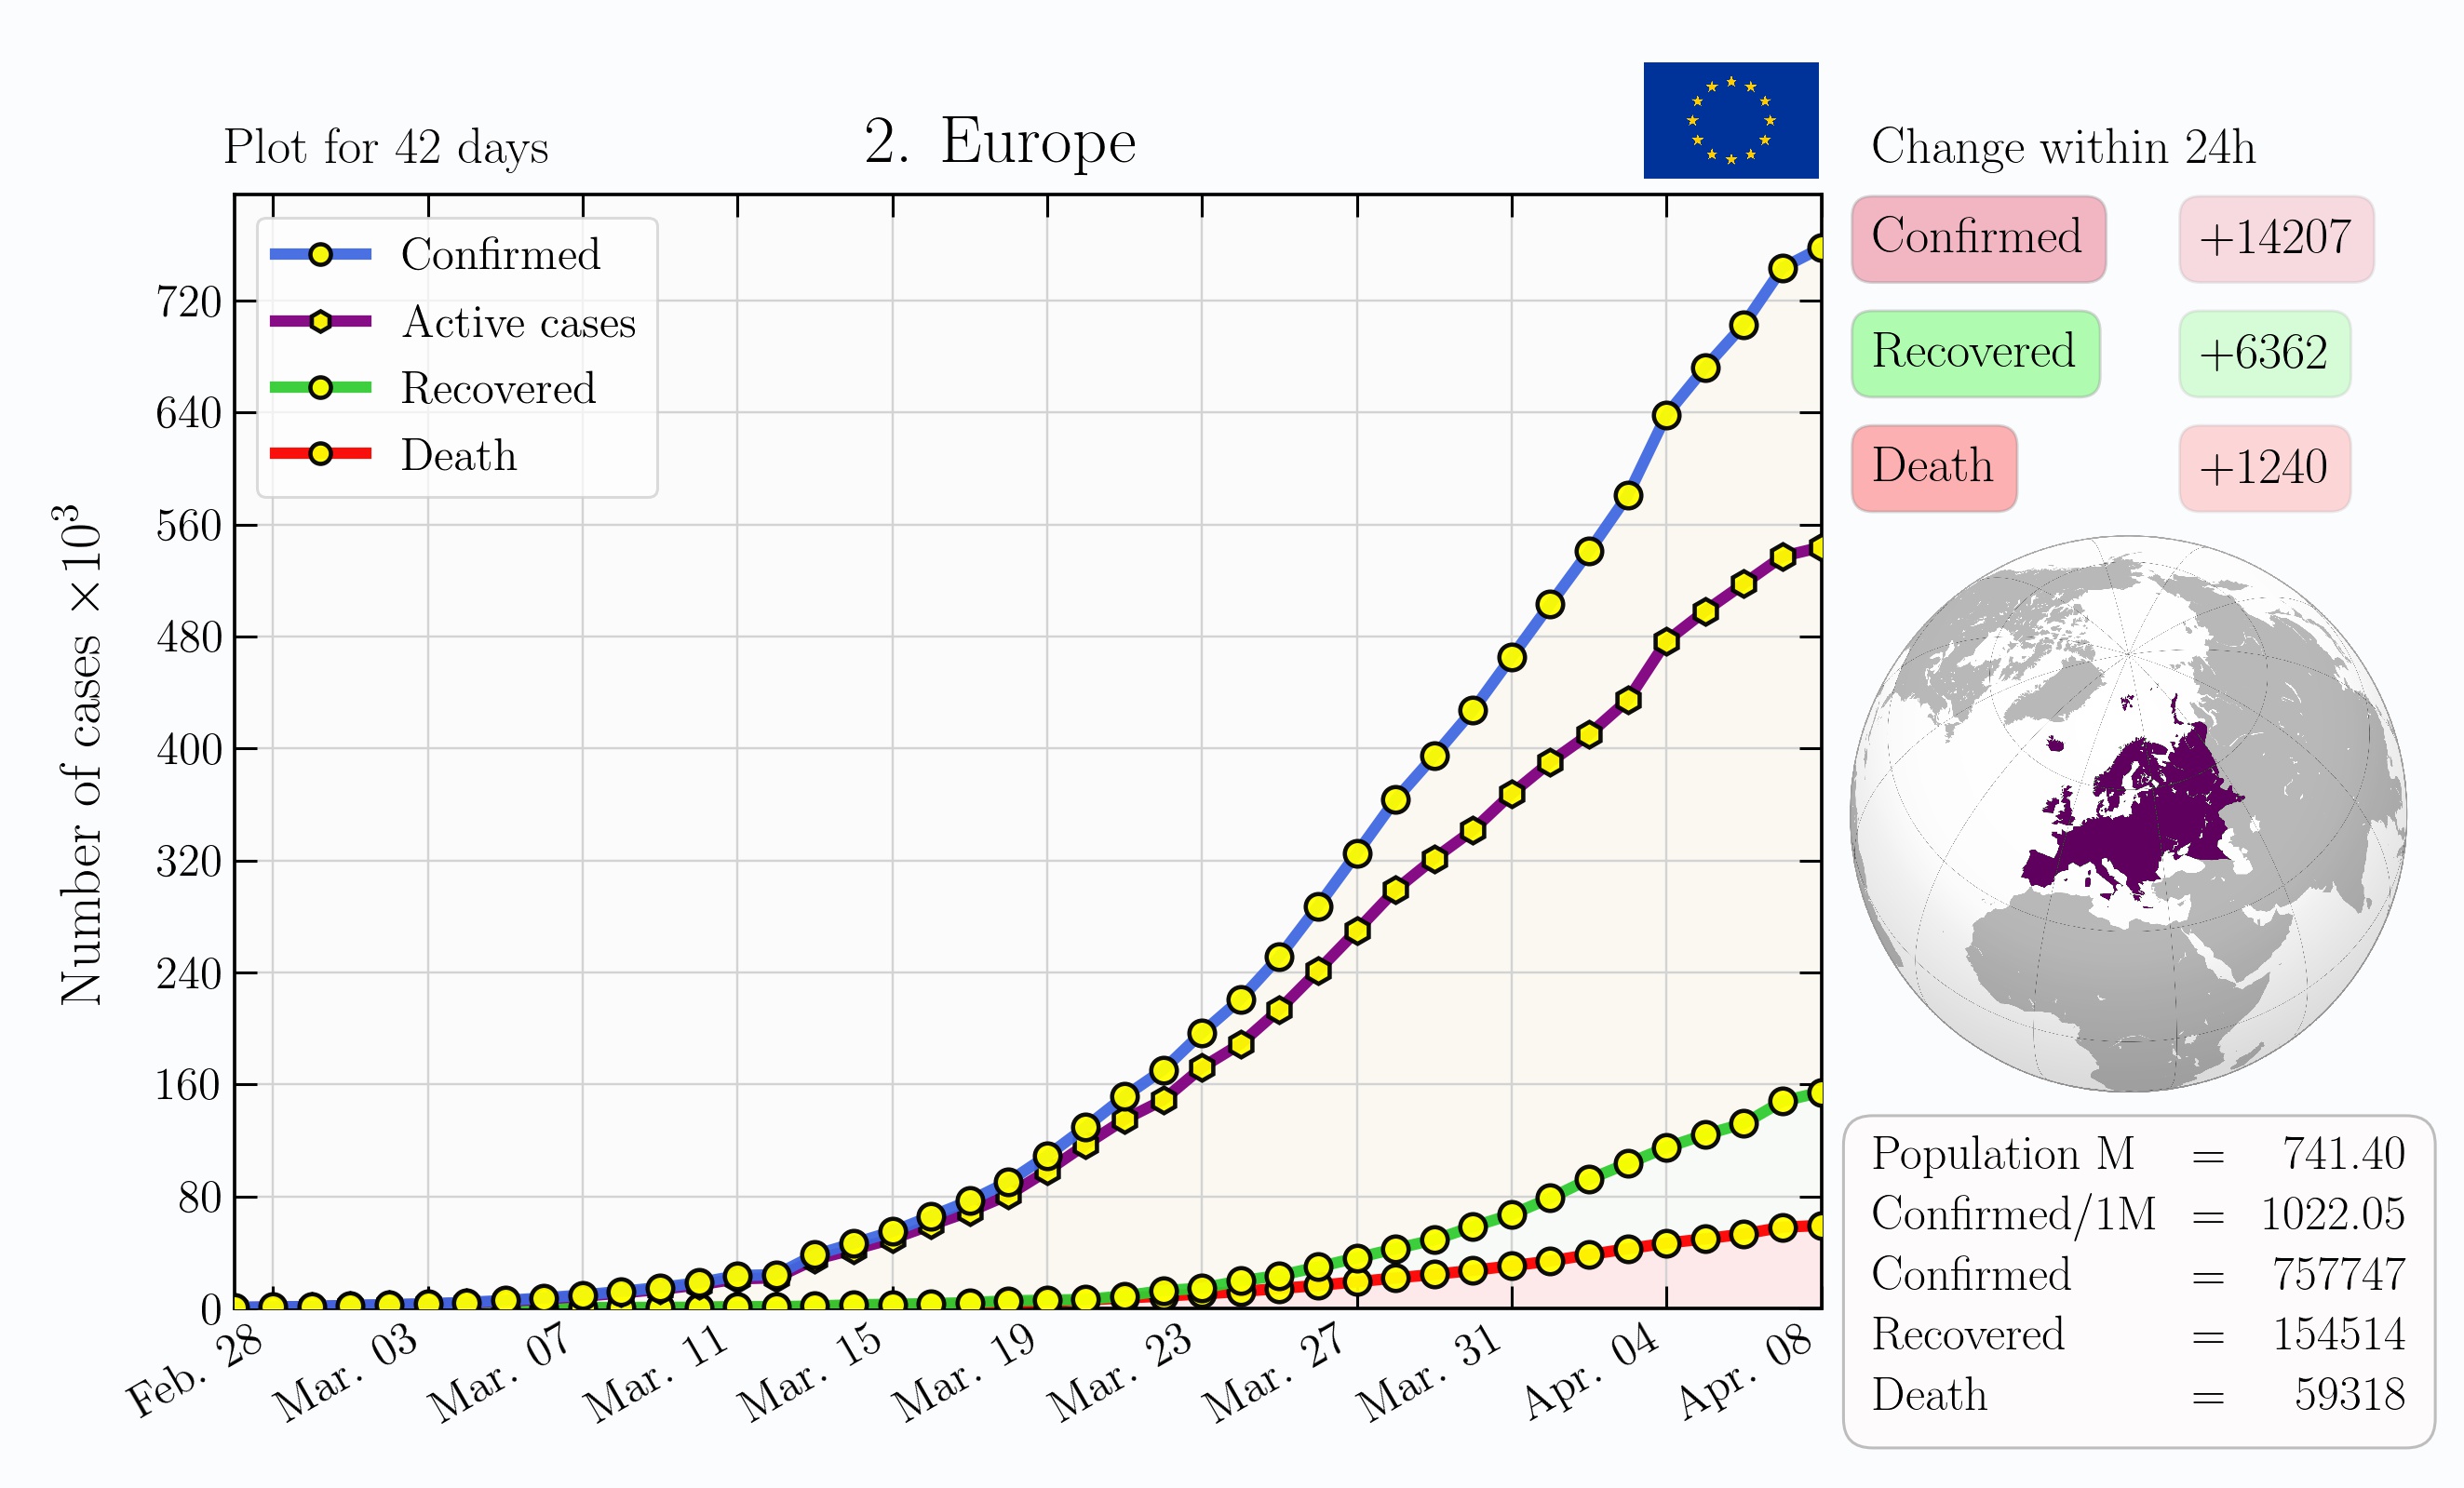 Plot for 42 days
2. Europe
Change within 24h
Confirmed
Active cases
Recovered
Death
Confirmed +14207
Recovered +6362
Death +1240
Number of cases ×10³
720
640
560
480
400
320
240
160
80
0
Feb. 28
Mar. 03
Mar. 07
Mar. 11
Mar. 15
Mar. 19
Mar. 23
Mar. 27
Mar. 31
Apr. 04
Apr. 08
Population M = 741.40
Confirmed/1M = 1022.05
Confirmed = 757747
Recovered = 154514
Death = 59318